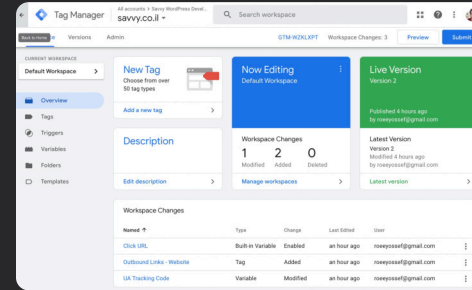 Tag Manager
All accounts > Savvy WordPress Devel...
savvy.co.il
Search workspace
Back to Home
Versions
Admin
GTM-WZKLXPT
Workspace Changes: 3
Preview
Submit
CURRENT WORKSPACE
Default Workspace
Overview
Tags
Triggers
Variables
Folders
Templates
New Tag
Choose from over
50 tag types
Add a new tag
Description
Edit description
Now Editing
Default Workspace
Workspace Changes
1 2 0
Modified Added Deleted
Manage workspaces
Live Version
Version 2
Published 4 hours ago
by roeeyossef@gmail.com
Latest Version
Version 2
Modified 4 hours ago
by roeeyossef@gmail.com
Latest version
Workspace Changes
Name ↑ Type Change Last Edited User
Click URL Built-in Variable Enabled an hour ago roeeyossef@gmail.com
Outbound Links - Website Tag Added an hour ago roeeyossef@gmail.com
UA Tracking Code Variable Modified an hour ago roeeyossef@gmail.com